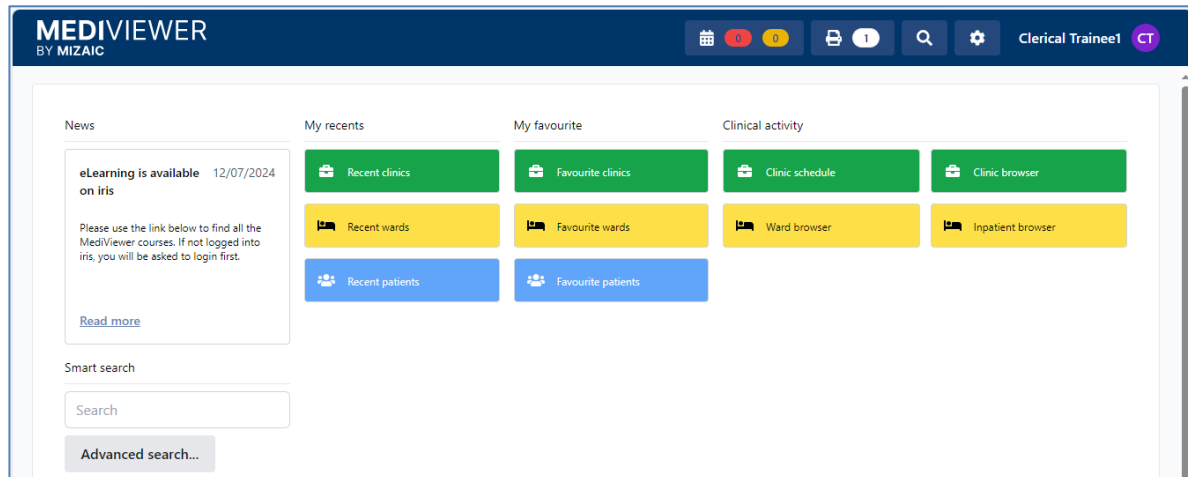 MEDIVIEWER
BY MIZAIC
0 0
1
Clerical Trainee1 CT
News
eLearning is available 12/07/2024
on iris
Please use the link below to find all the
MediViewer courses. If not logged into
iris, you will be asked to login first.
Read more
Smart search
Search
Advanced search...
My recents
Recent clinics
Recent wards
Recent patients
My favourite
Favourite clinics
Favourite wards
Favourite patients
Clinical activity
Clinic schedule
Clinic browser
Ward browser
Inpatient browser